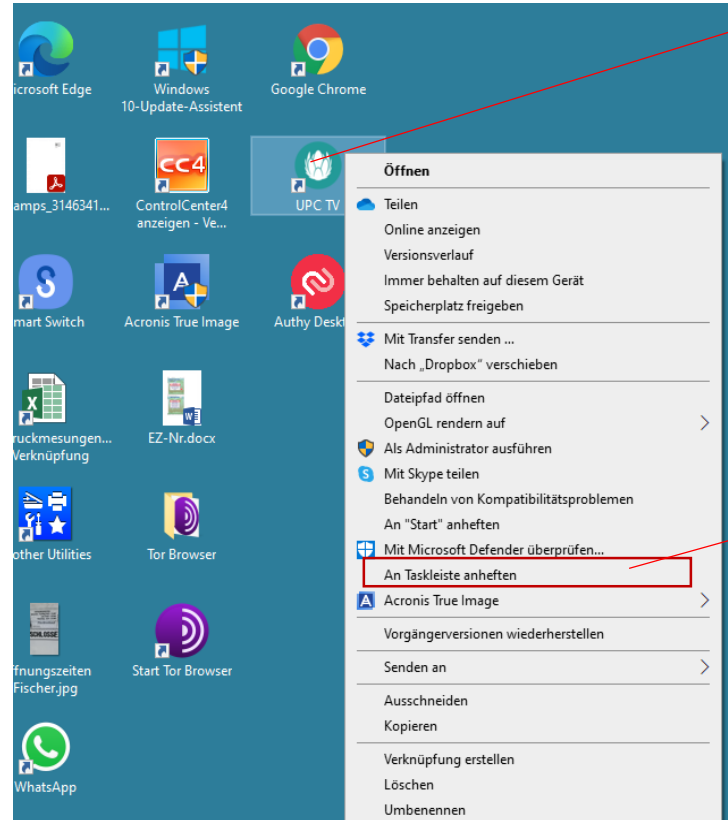 icrosoft Edge
Windows
10-Update-Assistent
Google Chrome
amps_3146341...
CC4
ControlCenter4
anzeigen - Ve...
UPC TV
S
mart Switch
A
Acronis True Image
Authy Deskt
X
ruckmesungen...
Verknüpfung
W
EZ-Nr.docx
other Utilities
Tor Browser
fnungszeiten
Fischer.jpg
Start Tor Browser
WhatsApp
Öffnen
Teilen
Online anzeigen
Versionsverlauf
Immer behalten auf diesem Gerät
Speicherplatz freigeben
Mit Transfer senden ...
Nach „Dropbox" verschieben
Dateipfad öffnen
OpenGL rendern auf
Als Administrator ausführen
S Mit Skype teilen
Behandeln von Kompatibilitätsproblemen
An "Start" anheften
Mit Microsoft Defender überprüfen...
An Taskleiste anheften
A Acronis True Image
Vorgängerversionen wiederherstellen
Senden an
Ausschneiden
Kopieren
Verknüpfung erstellen
Löschen
Umbenennen